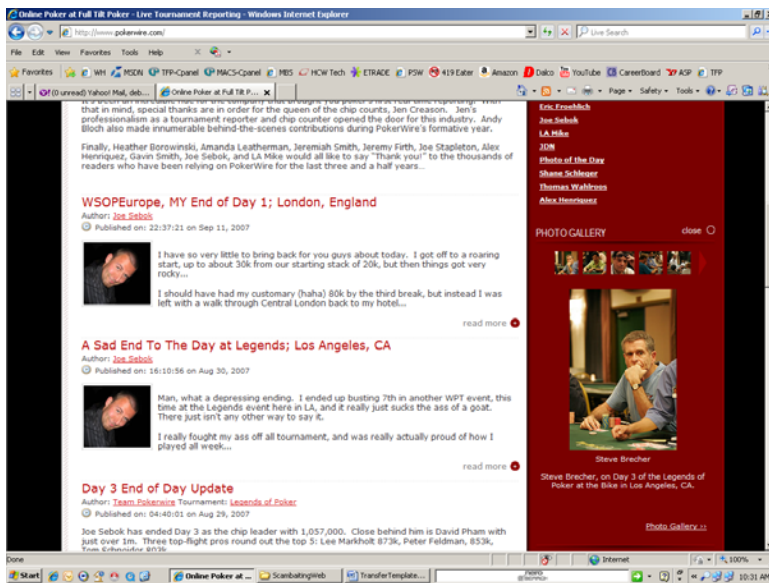 Online Poker at Full Tilt Poker - Live Tournament Reporting - Windows Internet Explorer
http://www.pokerwire.com/
Live Search
File Edit View Favorites Tools Help
Favorites WH MSDN TFP-Cpanel MACS-Cpanel MBS HCW Tech ETRADE PSW 419 Eater Amazon Dalco YouTube CareerBoard ASP TFP
(0 unread) Yahoo! Mail, deb... Online Poker at Full Tilt P... Page Safety Tools
that in mind, special thanks are in order for the queen of the chip counts, Jen Creason. Jen's
professionalism as a tournament reporter and chip counter opened the door for this industry. Andy
Bloch also made innumerable behind-the-scenes contributions during PokerWire's formative year.
Finally, Heather Borowinski, Amanda Leatherman, Jeremiah Smith, Jeremy Firth, Joe Stapleton, Alex
Henriquez, Gavin Smith, Joe Sebok, and LA Mike would all like to say "Thank you!" to the thousands of
readers who have been relying on PokerWire for the last three and a half years...
WSOPEurope, MY End of Day 1; London, England
Author: Joe Sebok
Published on: 22:37:21 on Sep 11, 2007
I have so very little to bring back for you guys about today. I got off to a roaring
start, up to about 30k from our starting stack of 20k, but then things got very
rocky...
I should have had my customary (haha) 80k by the third break, but instead I was
left with a walk through Central London back to my hotel...
read more
A Sad End To The Day at Legends; Los Angeles, CA
Author: Joe Sebok
Published on: 16:10:56 on Aug 30, 2007
Man, what a depressing ending. I ended up busting 7th in another WPT event, this
time at the Legends event here in LA, and it really just sucks the ass of a goat.
There just isn't any other way to say it.
I really fought my ass off all tournament, and was really actually proud of how I
played all week...
read more
Day 3 End of Day Update
Author: Team Pokerwire Tournament: Legends of Poker
Published on: 04:40:01 on Aug 29, 2007
Joe Sebok has ended Day 3 as the chip leader with 1,057,000. Close behind him is David Pham with
just over 1m. Three top-flight pros round out the top 5: Lee Markholt 873k, Peter Feldman, 853k,
Tom Schneider 803k
Eric Froehlich
Joe Sebok
LA Mike
JDN
Photo of the Day
Shane Schleger
Thomas Wahlroos
Alex Henriquez
PHOTO GALLERY close
Steve Brecher
Steve Brecher, on Day 3 of the Legends of
Poker at the Bike in Los Angeles, CA.
Photo Gallery ››
Done Internet 100%
Start Online Poker at ... ScambatingWeb TransferTemplate... 10:31 AM